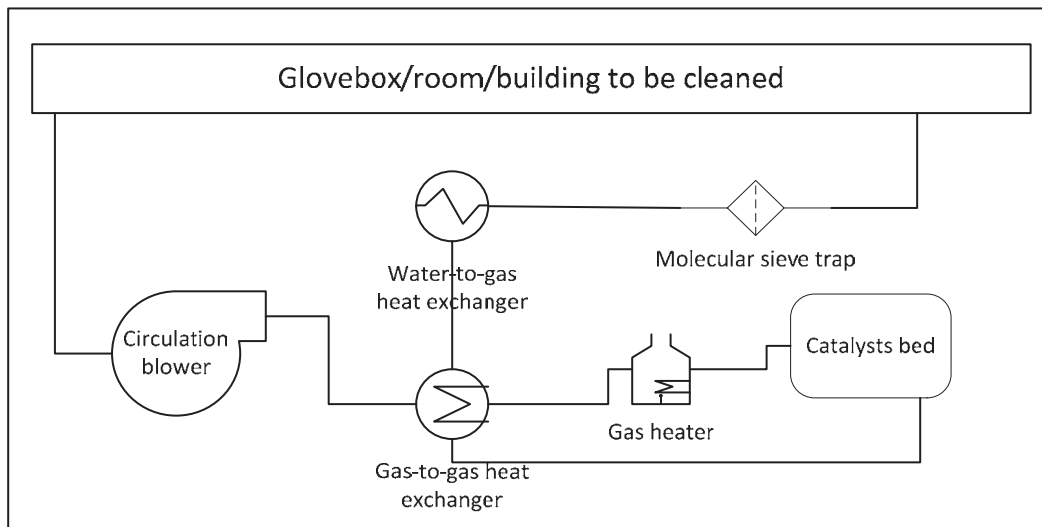 Glovebox/room/building to be cleaned
Water-to-gas
heat exchanger
Molecular sieve trap
Circulation
blower
Catalysts bed
Gas heater
Gas-to-gas heat
exchanger